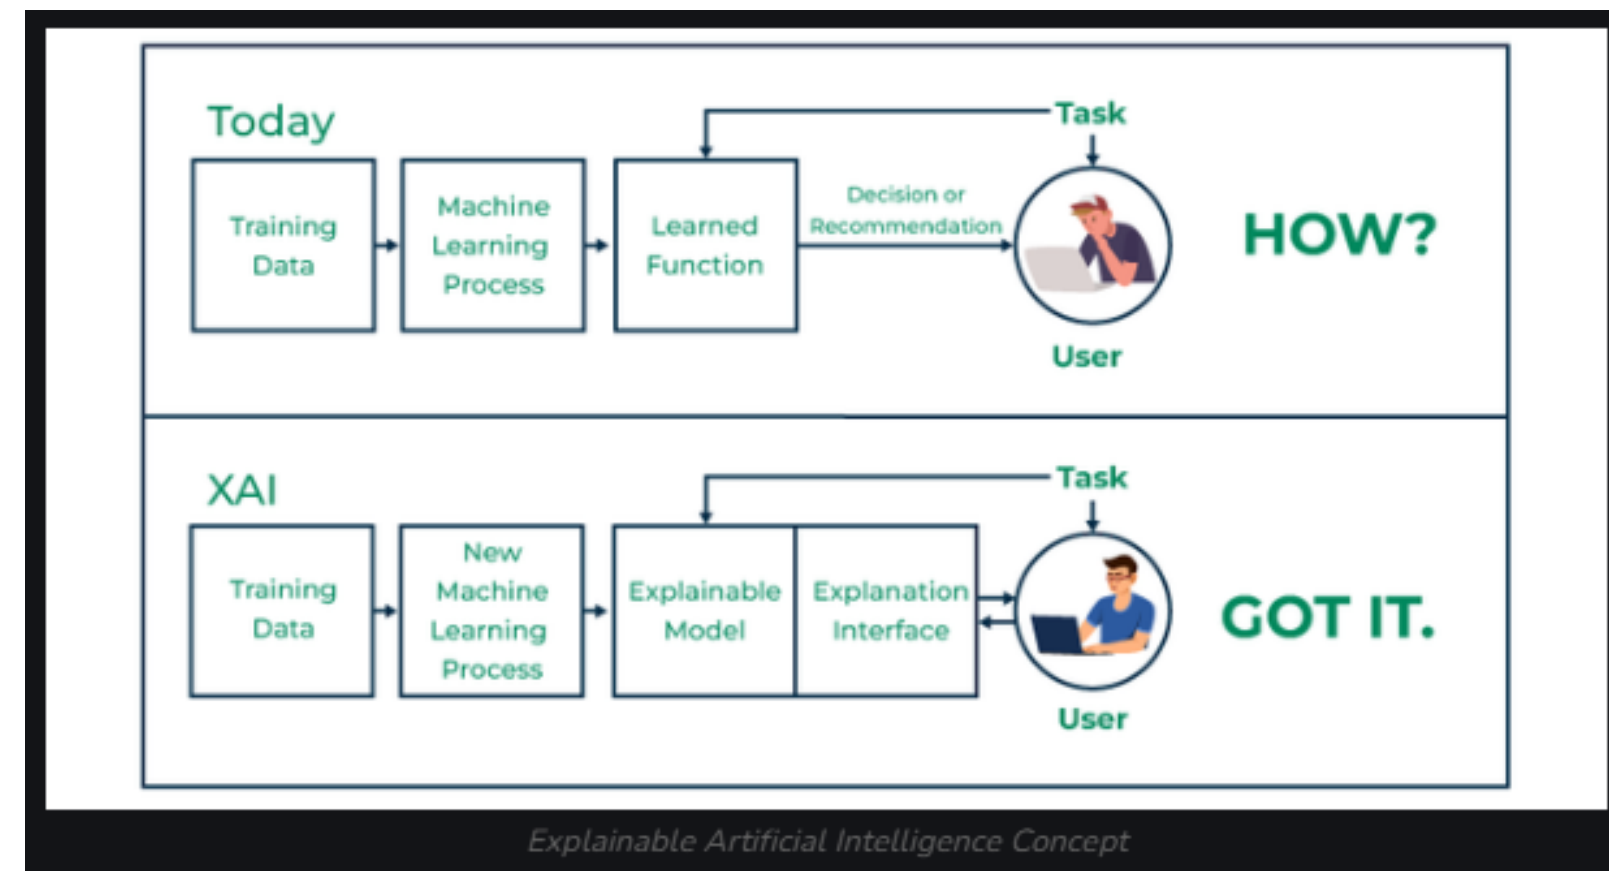 Today
Task
Training
Data
Machine
Learning
Process
Learned
Function
Decision or
Recommendation
User
HOW?
XAI
Task
Training
Data
New
Machine
Learning
Process
Explainable
Model
Explanation
Interface
User
GOT IT.
Explainable Artificial Intelligence Concept